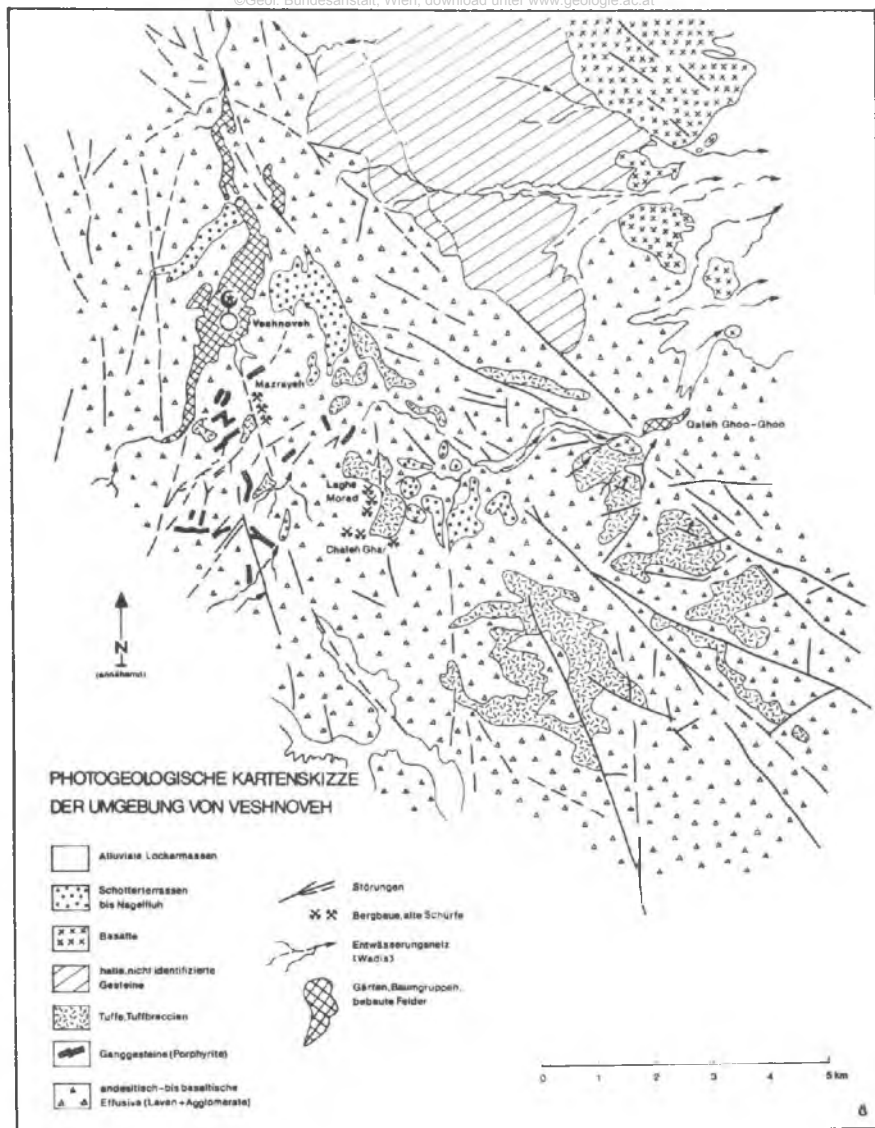 ©Geol. Bundesanstalt, Wien; download unter www.geologie.ac.at
Veshnoveh
Mazrayeh
Qaleh Ghoo-Ghoo
Laghe
Morad
Chaleh Ghar
N
(annähernd)
PHOTOGEOLOGISCHE KARTENSKIZZE
DER UMGEBUNG VON VESHNOVEH
Alluviale Lockermassen
Schotterterrassen
bis Nagelfluh
Basalte
helle, nicht identifizierte
Gesteine
Tuffe, Tuffbreccien
Ganggesteine (Porphyrite)
andesitisch-bis basaltische
Effusiva (Laven+Agglomerate)
Störungen
Bergbaue, alte Schürfe
Entwässerungsnetz
(Wadis)
Gärten, Baumgruppen,
bebaute Felder
0 1 2 3 4 5 km